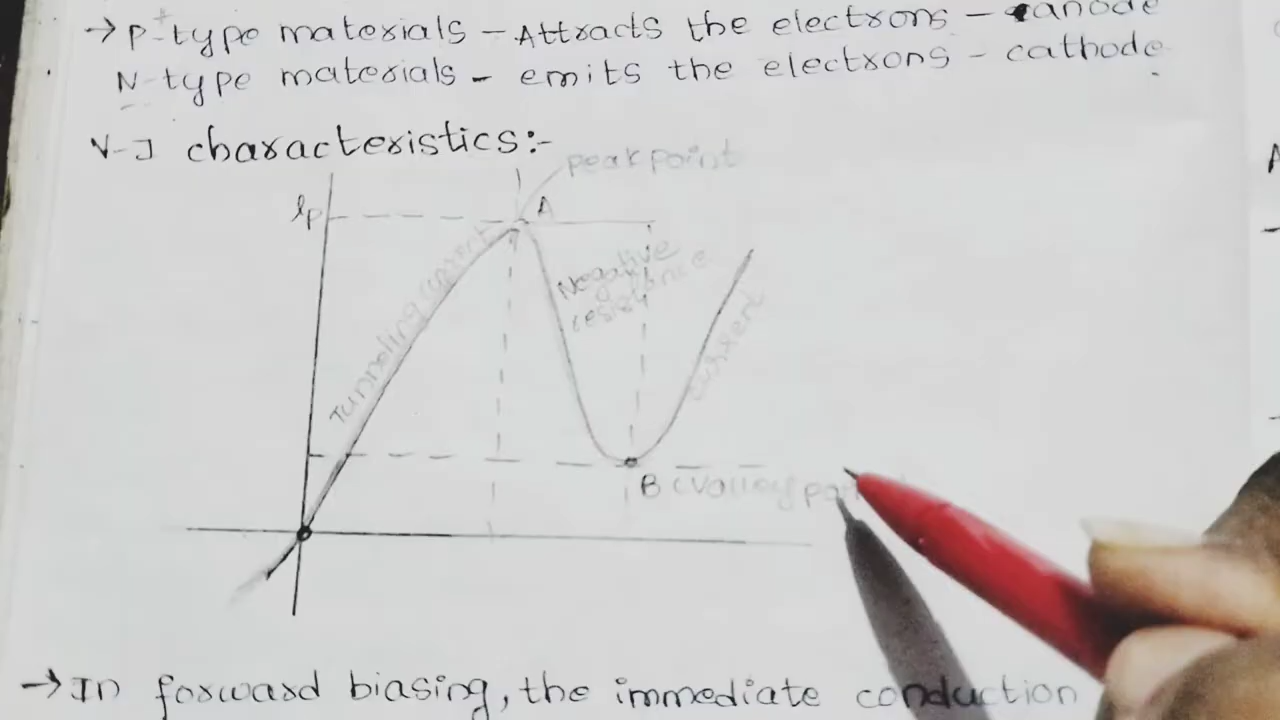 → P-type materials - Attracts the electrons - anode
N-type materials - emits the electrons - cathode
V-I characteristics:-
peak point
Ip
A
Tunneling current
Negative
resistance
current
B (valley
→ In forward biasing, the immediate conduction